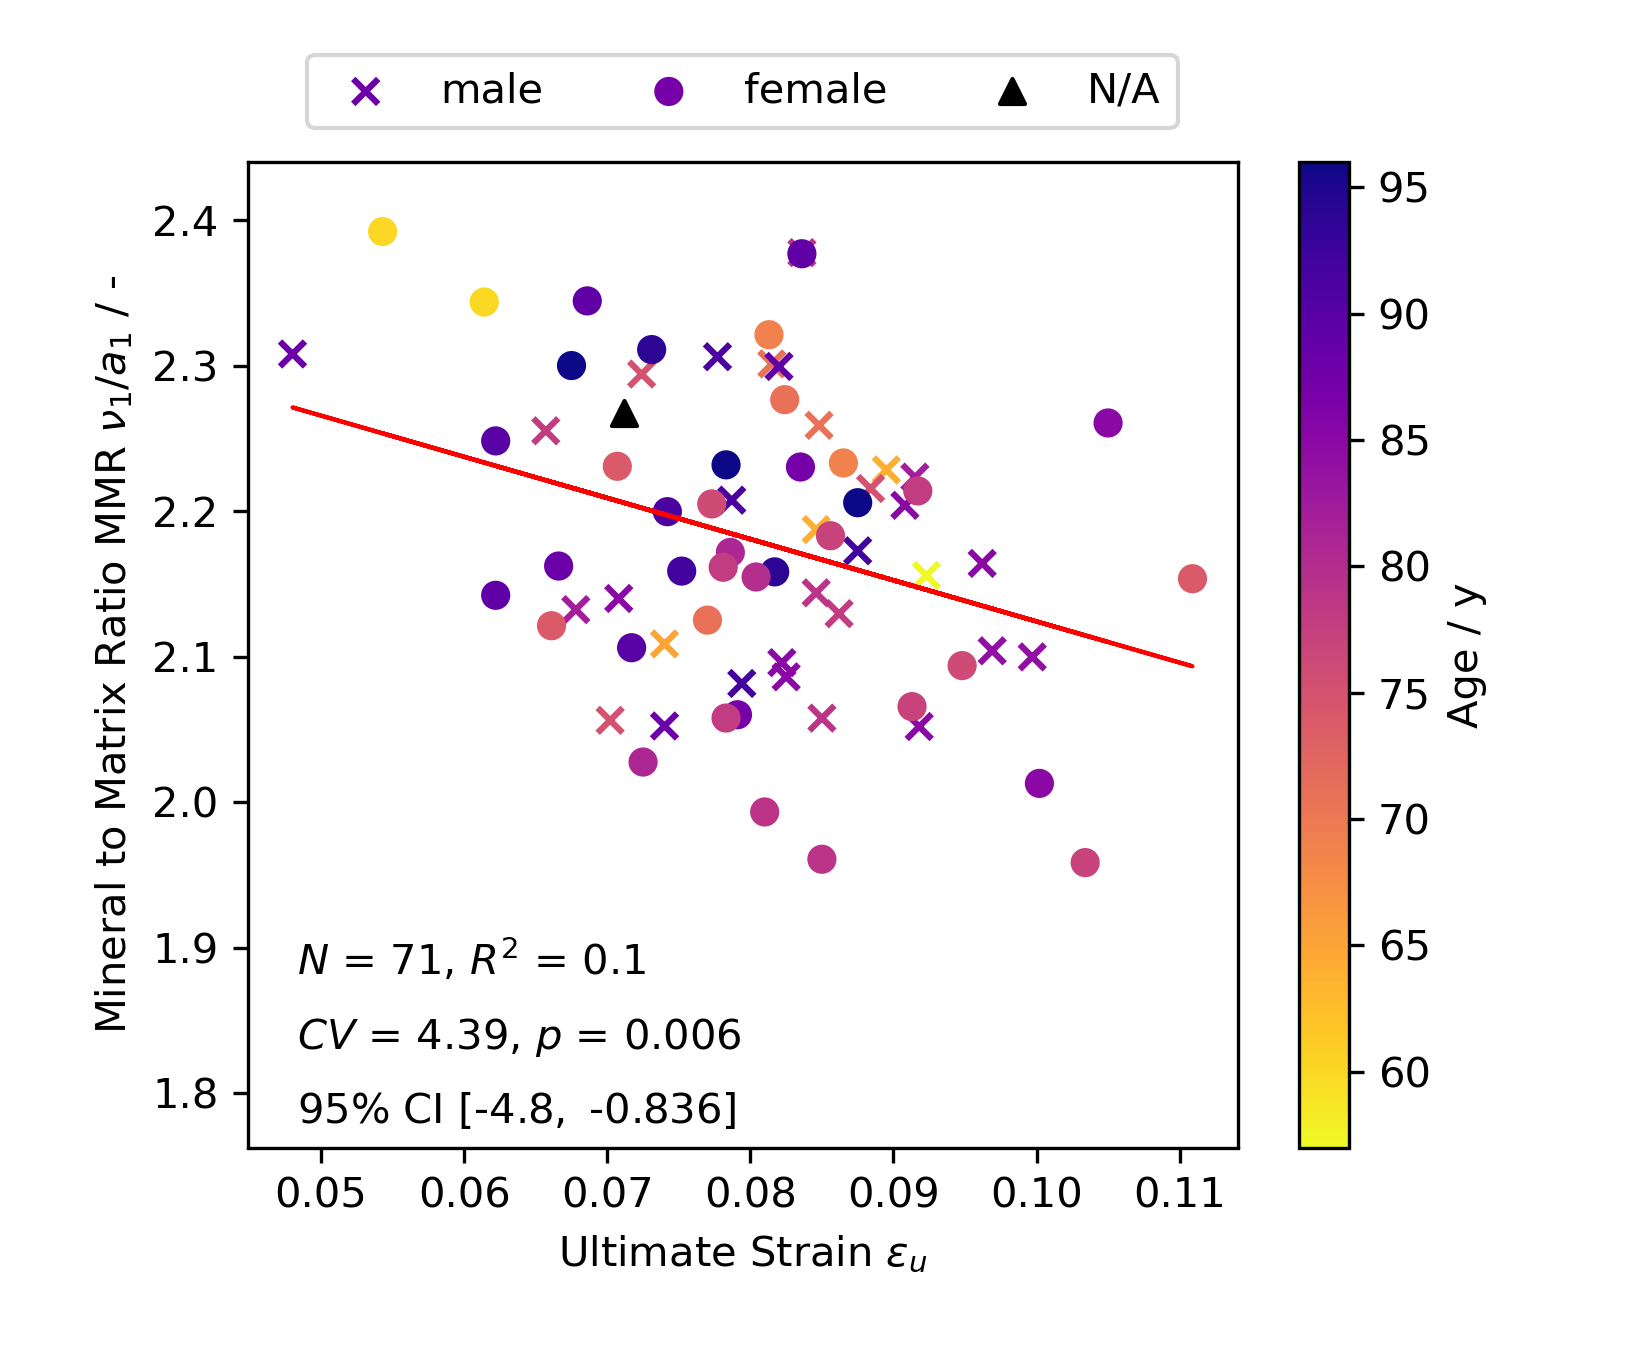 male female N/A
Mineral to Matrix Ratio MMR ν₁/a₁ / -
2.4
2.3
2.2
2.1
2.0
1.9
1.8
N = 71, R² = 0.1
CV = 4.39, p = 0.006
95% CI [-4.8, -0.836]
0.05 0.06 0.07 0.08 0.09 0.10 0.11
Ultimate Strain εᵤ
95
90
85
80
75
70
65
60
Age / y